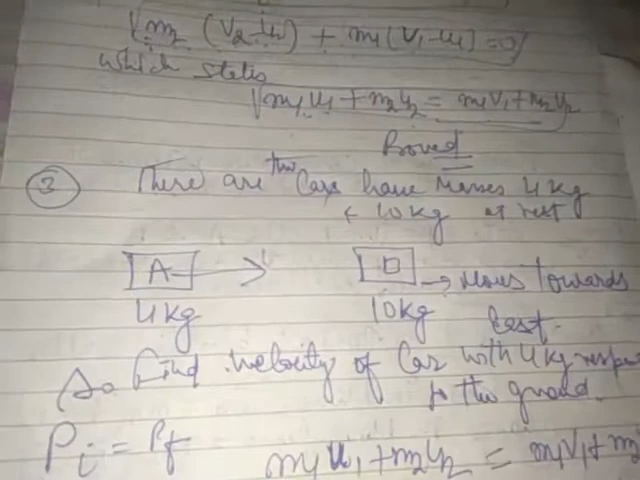 m2 (V2-u2) + m1(V1-u1)=0
which states
m1u1+m2u2 = m1v1+m2v2
Proved
3 There are two Cars have Masses 4kg
& 10kg at rest
A D → Moves towards
4kg 10kg East.
Find velocity of Car with 4kg respe
to the ground.
Pi = Pf m1u1+m2u2 = m1v1+m2